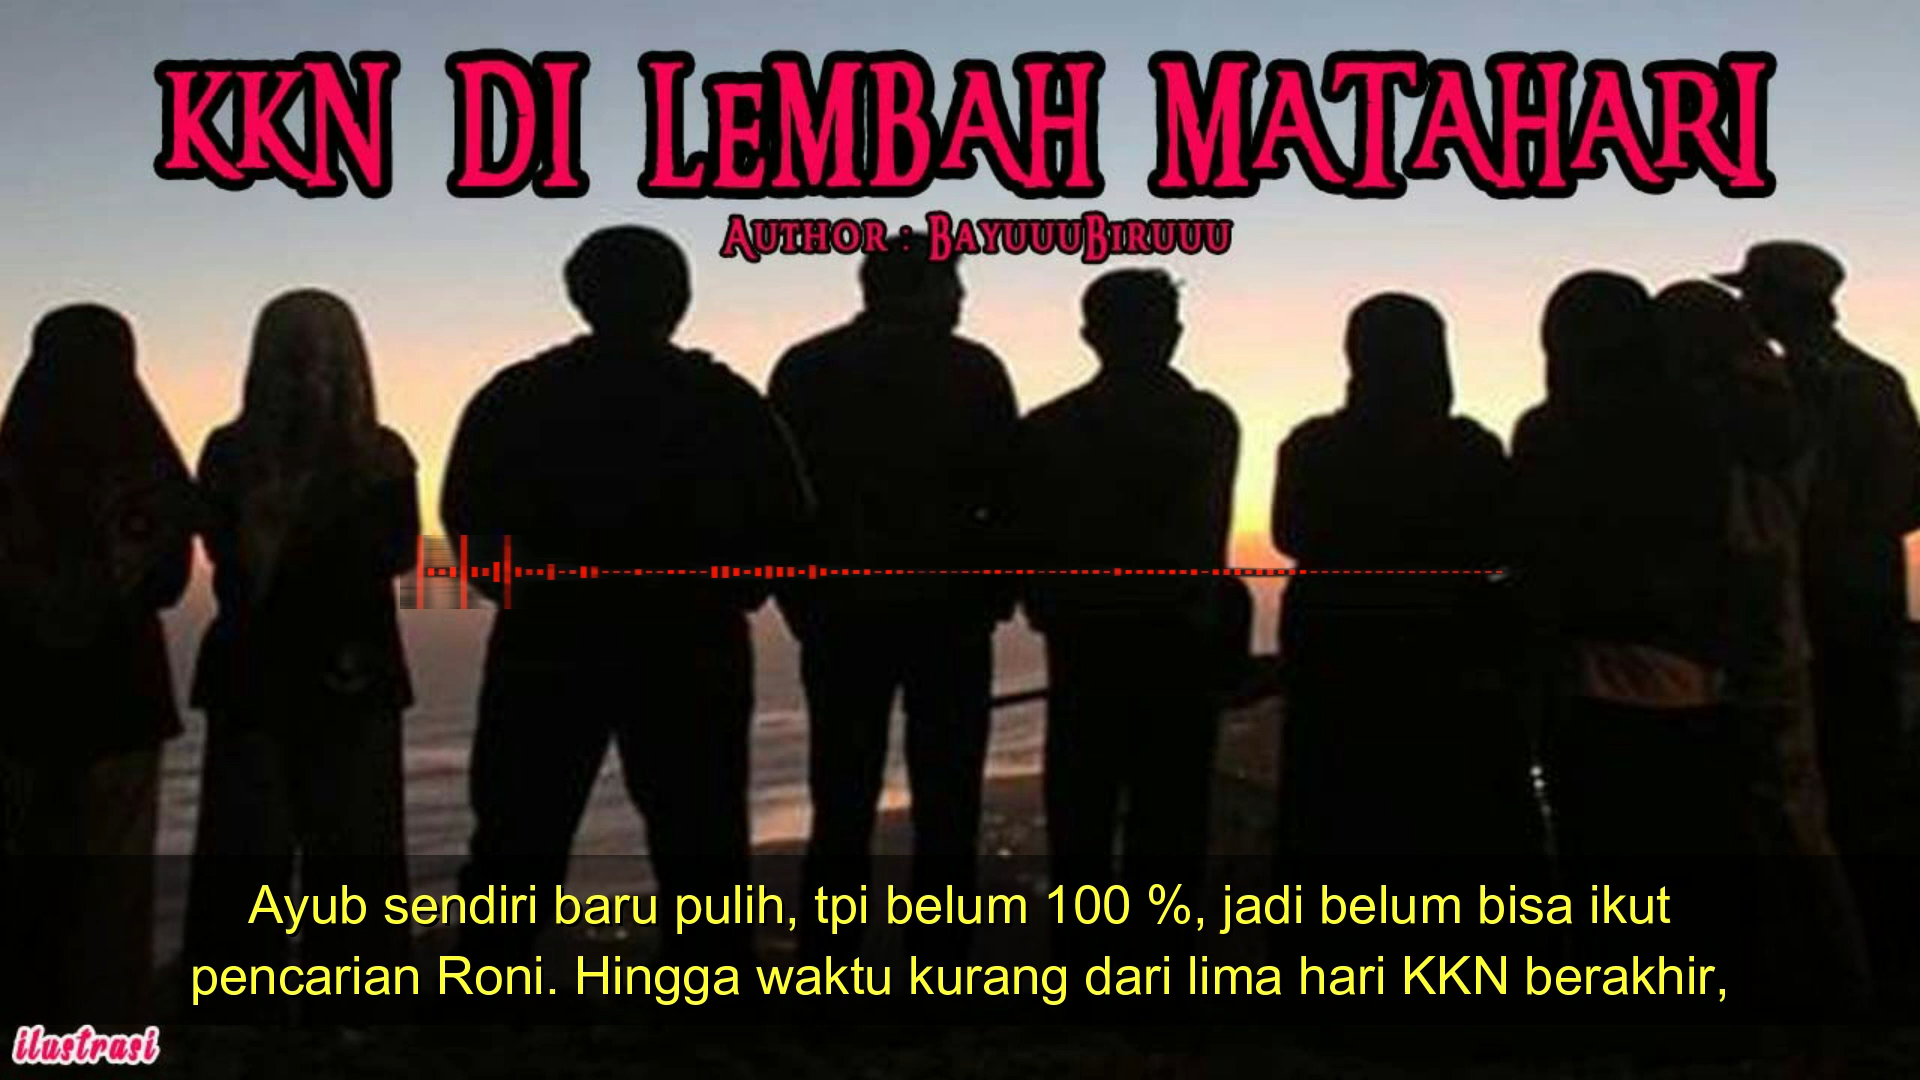 KKN DI LEMBAH MATAHARI
AUTHOR : BAYUUUBIRUUU
Ayub sendiri baru pulih, tpi belum 100 %, jadi belum bisa ikut
pencarian Roni. Hingga waktu kurang dari lima hari KKN berakhir,
ilustrasi